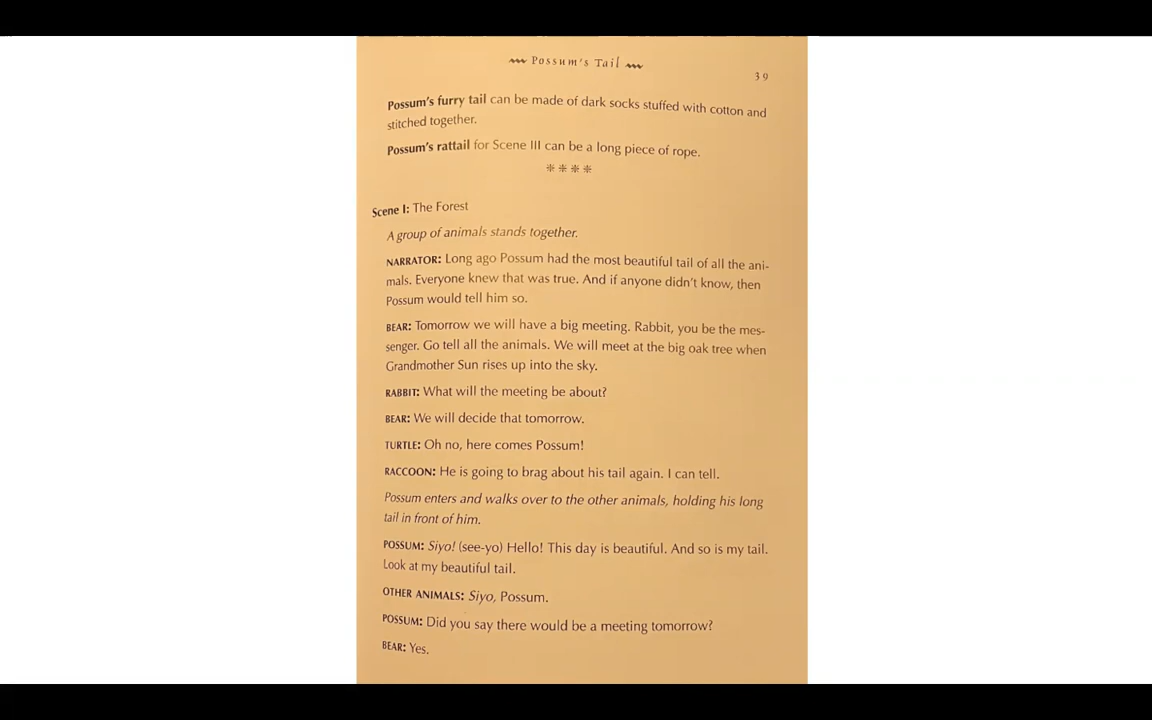 Possum's Tail
39
Possum's furry tail can be made of dark socks stuffed with cotton and
stitched together.
Possum's rattail for Scene III can be a long piece of rope.
Scene I: The Forest
A group of animals stands together.
NARRATOR: Long ago Possum had the most beautiful tail of all the ani-
mals. Everyone knew that was true. And if anyone didn't know, then
Possum would tell him so.
BEAR: Tomorrow we will have a big meeting. Rabbit, you be the mes-
senger. Go tell all the animals. We will meet at the big oak tree when
Grandmother Sun rises up into the sky.
RABBIT: What will the meeting be about?
BEAR: We will decide that tomorrow.
TURTLE: Oh no, here comes Possum!
RACCOON: He is going to brag about his tail again. I can tell.
Possum enters and walks over to the other animals, holding his long
tail in front of him.
POSSUM: Siyo! (see-yo) Hello! This day is beautiful. And so is my tail.
Look at my beautiful tail.
OTHER ANIMALS: Siyo, Possum.
POSSUM: Did you say there would be a meeting tomorrow?
BEAR: Yes.